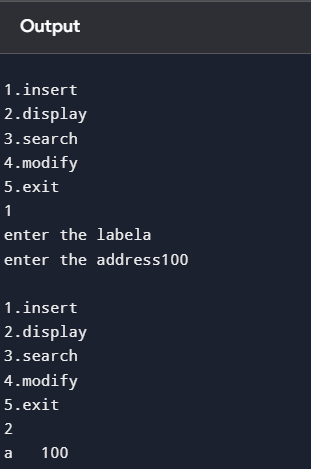 Output
1.insert
2.display
3.search
4.modify
5.exit
1
enter the labela
enter the address100
1.insert
2.display
3.search
4.modify
5.exit
2
a   100